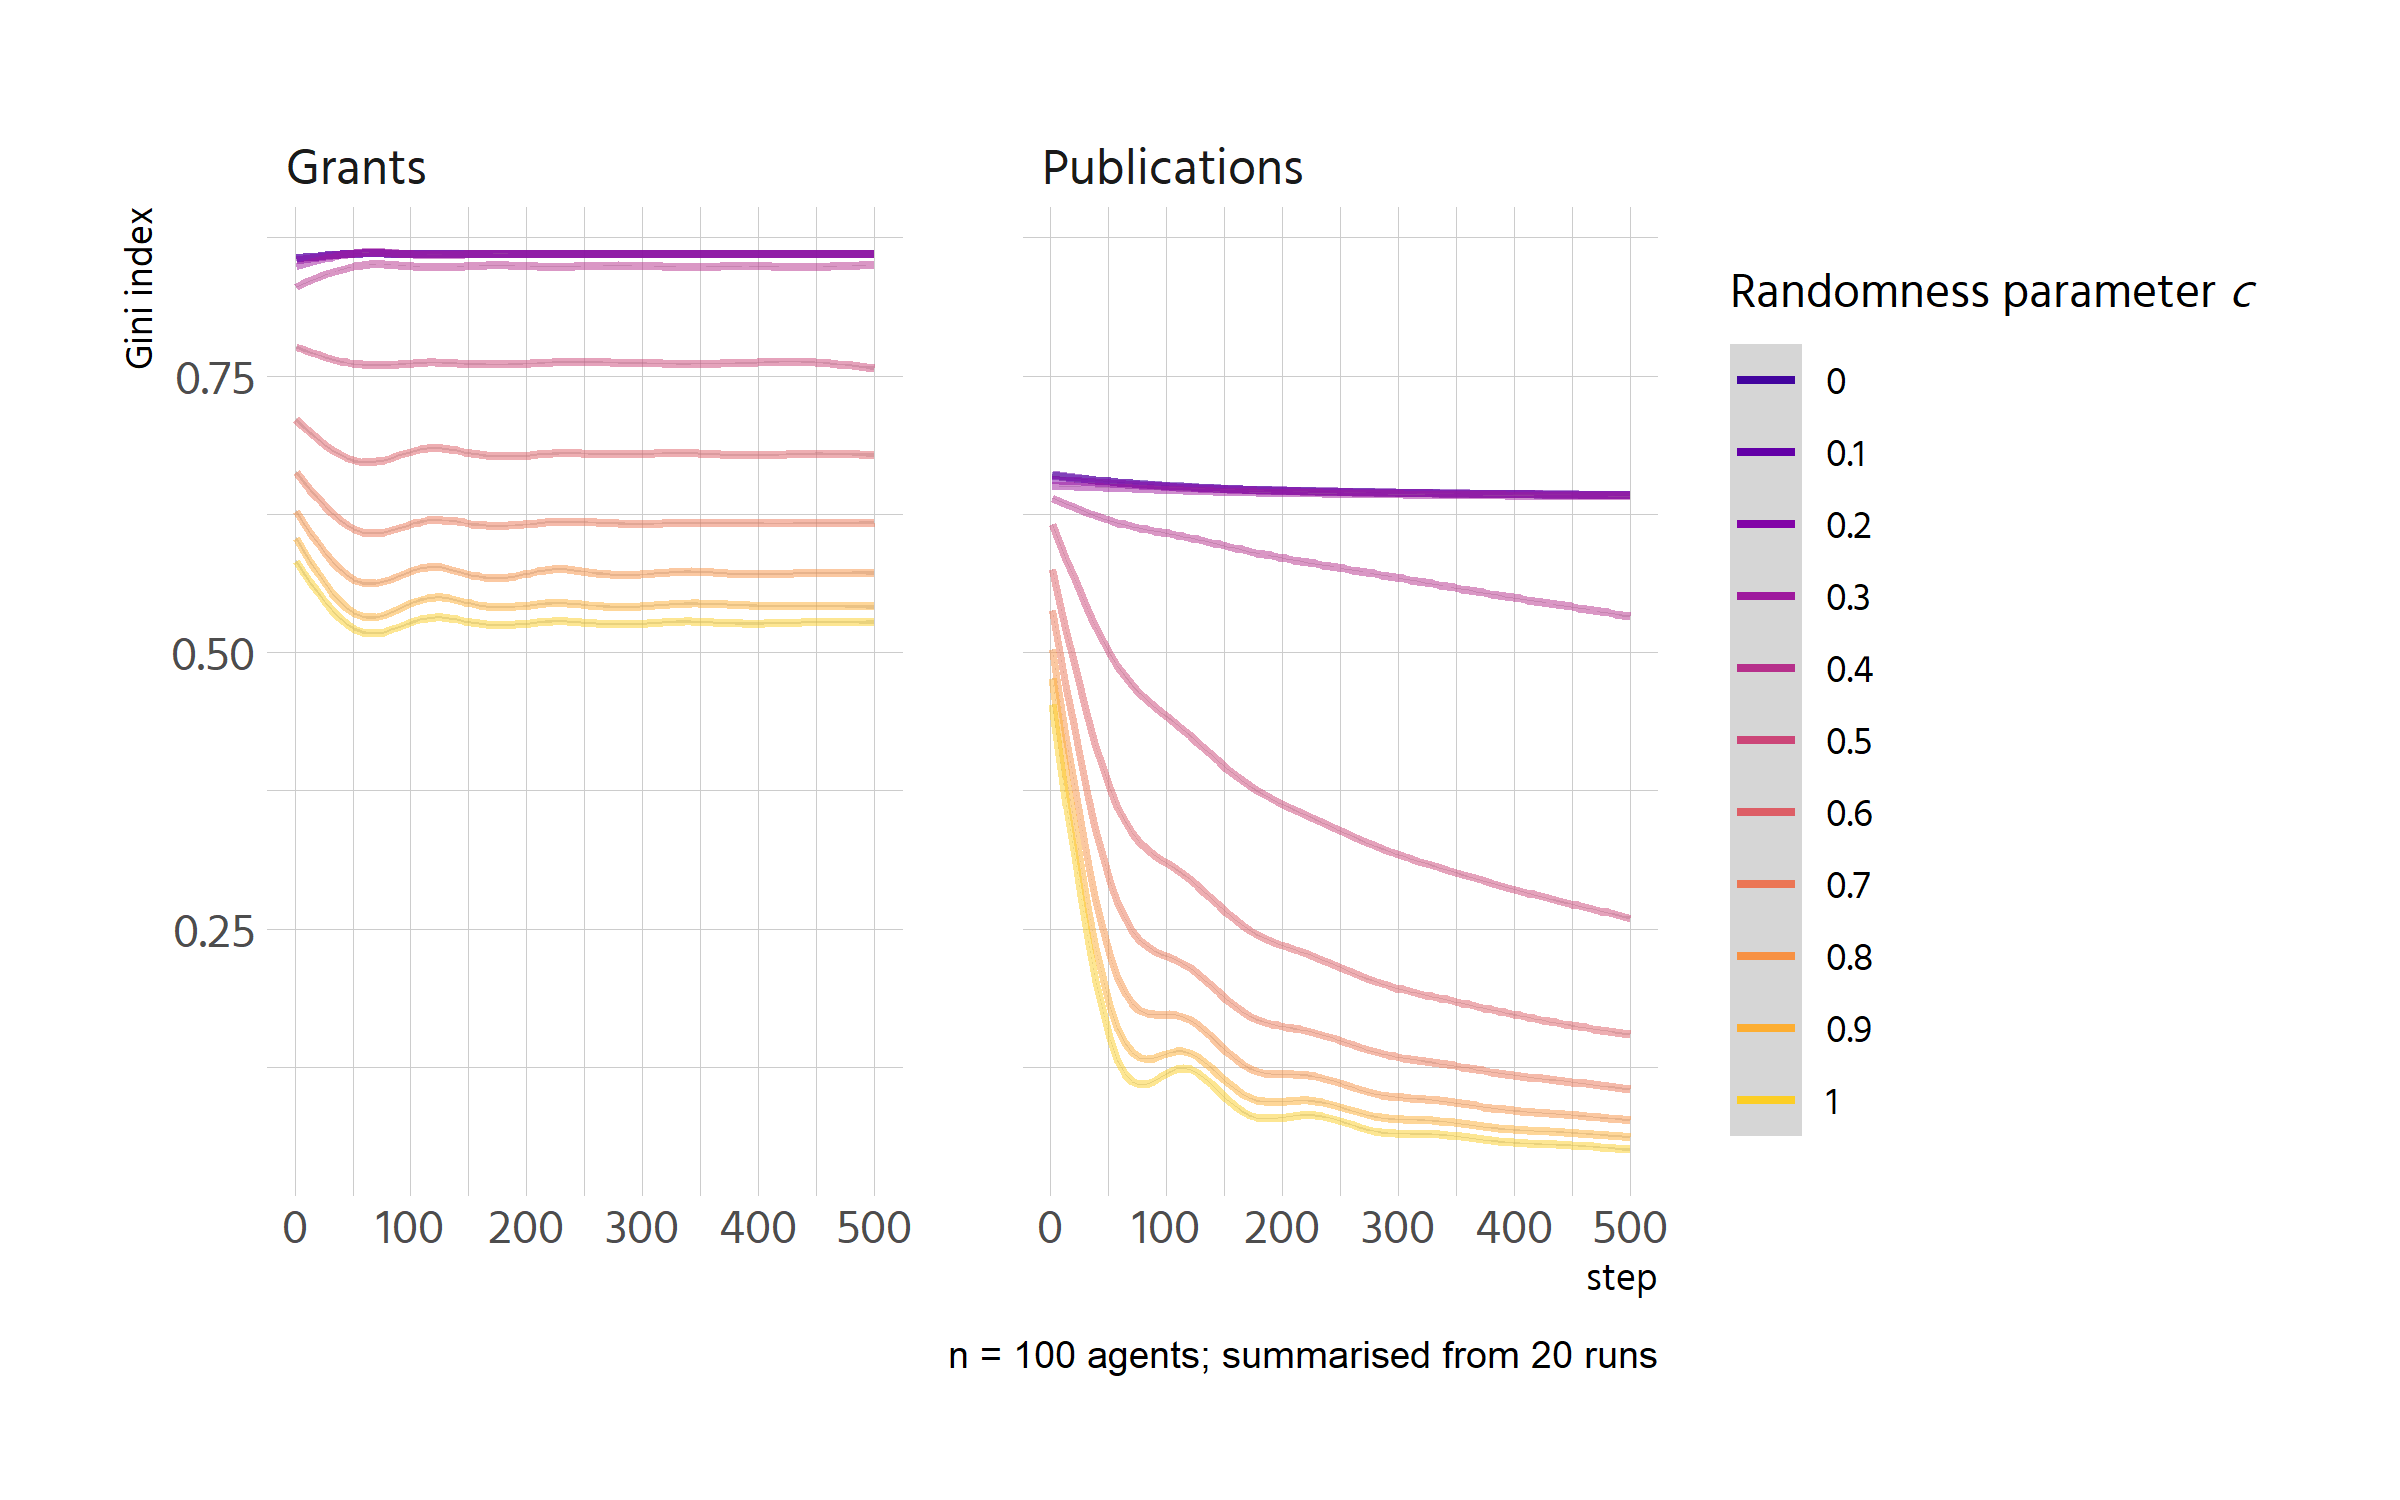 Grants
Publications
Gini index
0.75
0.50
0.25
0 100 200 300 400 500
0 100 200 300 400 500
step
Randomness parameter c
0
0.1
0.2
0.3
0.4
0.5
0.6
0.7
0.8
0.9
1
n = 100 agents; summarised from 20 runs